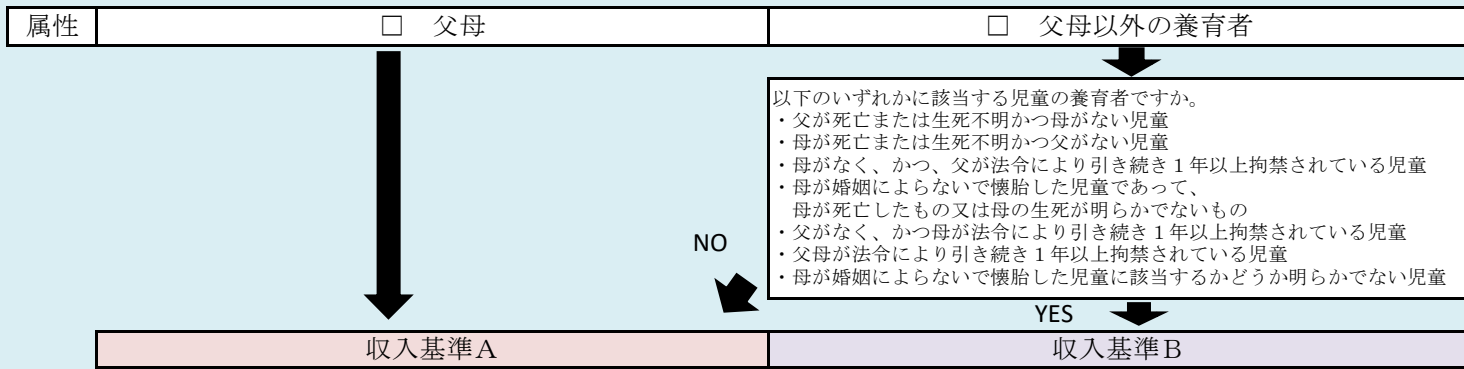 属性
□ 父母
□ 父母以外の養育者
以下のいずれかに該当する児童の養育者ですか。
・父が死亡または生死不明かつ母がない児童
・母が死亡または生死不明かつ父がない児童
・母がなく、かつ、父が法令により引き続き１年以上拘禁されている児童
・母が婚姻によらないで懐胎した児童であって、
母が死亡したもの又は母の生死が明らかでないもの
・父がなく、かつ母が法令により引き続き１年以上拘禁されている児童
・父母が法令により引き続き１年以上拘禁されている児童
・母が婚姻によらないで懐胎した児童に該当するかどうか明らかでない児童
NO
YES
収入基準Ａ
収入基準Ｂ